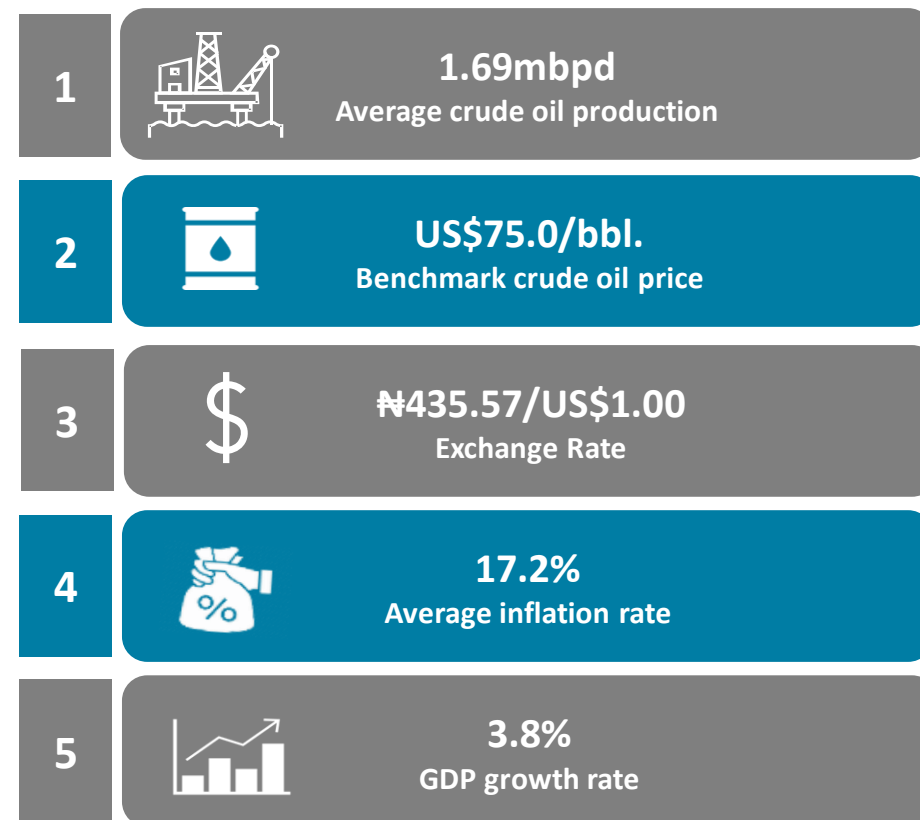 1
1.69mbpd
Average crude oil production
2
US$75.0/bbl.
Benchmark crude oil price
3
$
₦435.57/US$1.00
Exchange Rate
4
%
17.2%
Average inflation rate
5
3.8%
GDP growth rate